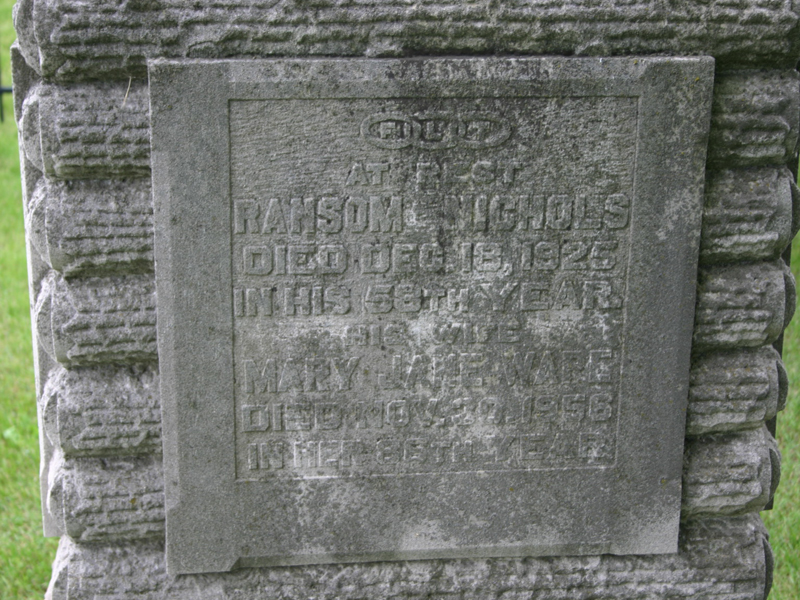 F L T
AT REST
RANSOM E NICHOLS
DIED DEC. 18, 1925
IN HIS 58TH YEAR.
HIS WIFE
MARY JANE WARE
DIED NOV. 29, 1956
IN HER 86TH YEAR